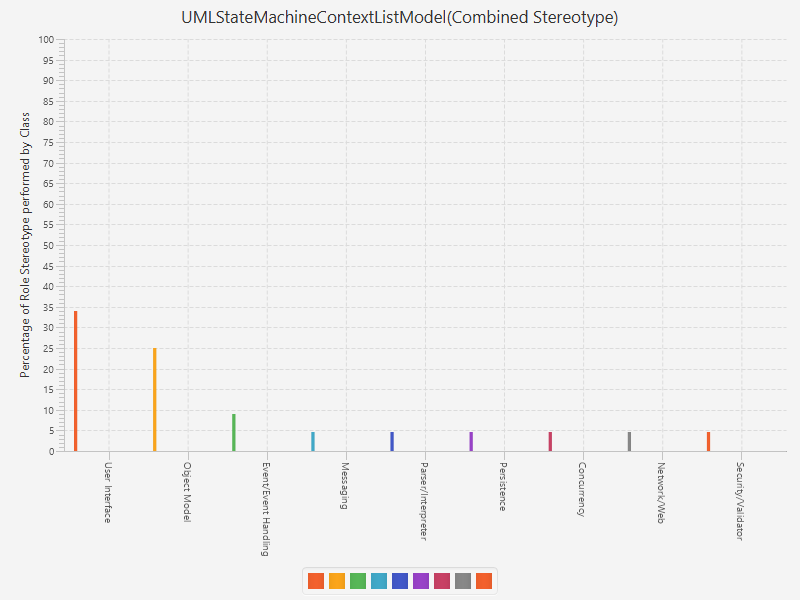 UMLStateMachineContextListModel(Combined Stereotype)
Percentage of Role Stereotype performed by Class
100
95
90
85
80
75
70
65
60
55
50
45
40
35
30
25
20
15
10
5
0
User Interface
Object Model
Event/Event Handling
Messaging
Parser/Interpreter
Persistence
Concurrency
Network/Web
Security/Validator